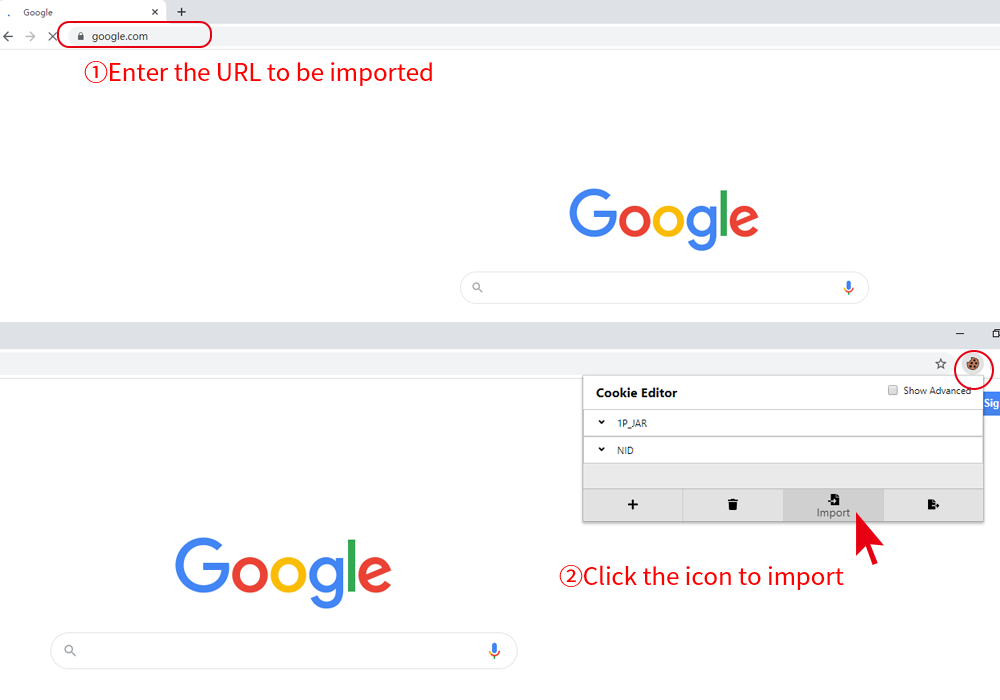 Google
google.com
①Enter the URL to be imported
Google
Cookie Editor
Show Advanced
Sig
1P_JAR
NID
Import
Google
②Click the icon to import